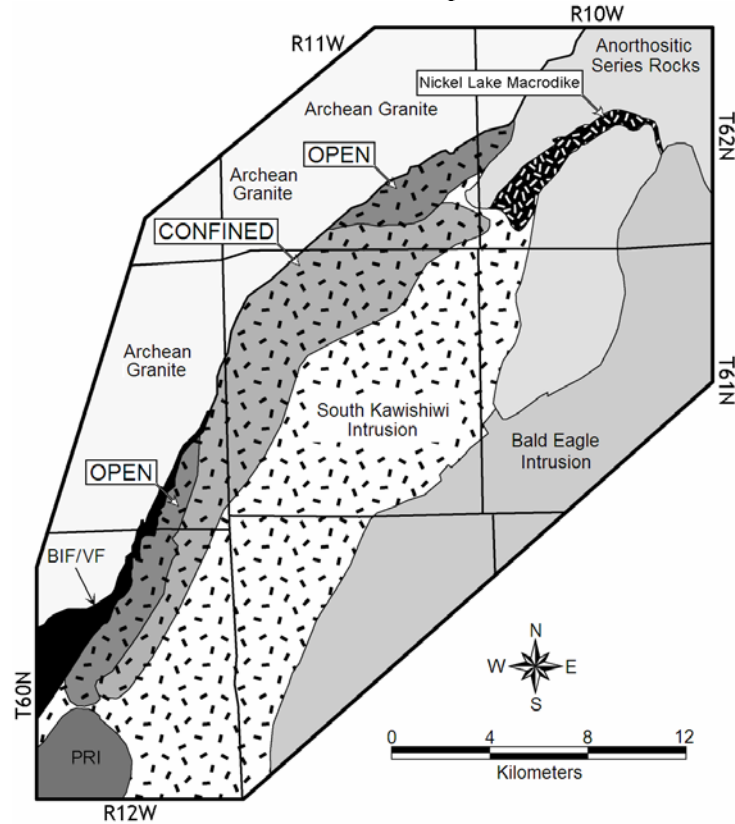 R10W
R11W
Anorthositic
Series Rocks
Nickel Lake Macrodike
Archean Granite
T62N
OPEN
Archean
Granite
CONFINED
Archean
Granite
T61N
South Kawishiwi
Intrusion
Bald Eagle
Intrusion
OPEN
BIF/VF
N
W E
S
T60N
0 4 8 12
Kilometers
PRI
R12W